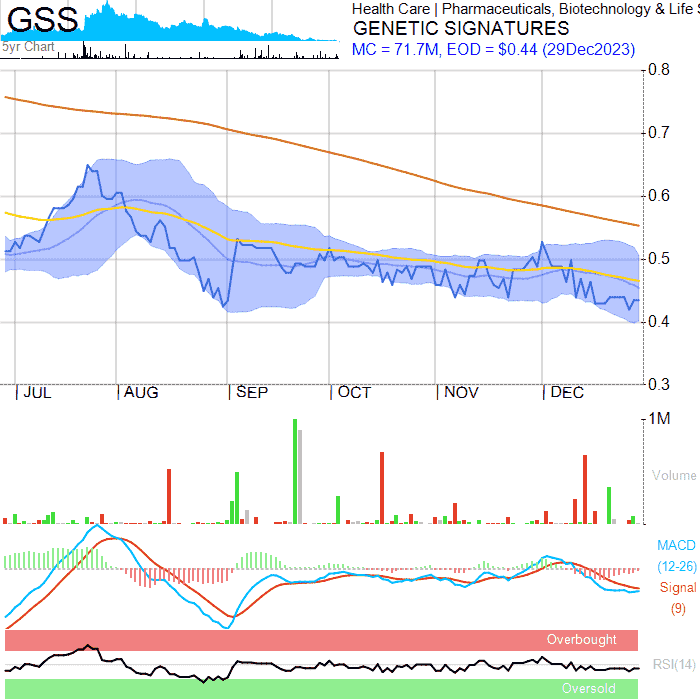 GSS
5yr Chart
Health Care | Pharmaceuticals, Biotechnology & Life S
GENETIC SIGNATURES
MC = 71.7M, EOD = $0.44 (29Dec2023)
0.8
0.7
0.6
0.5
0.4
0.3
JUL AUG SEP OCT NOV DEC
1M
Volume
MACD
(12-26)
Signal
(9)
Overbought
RSI(14)
Oversold